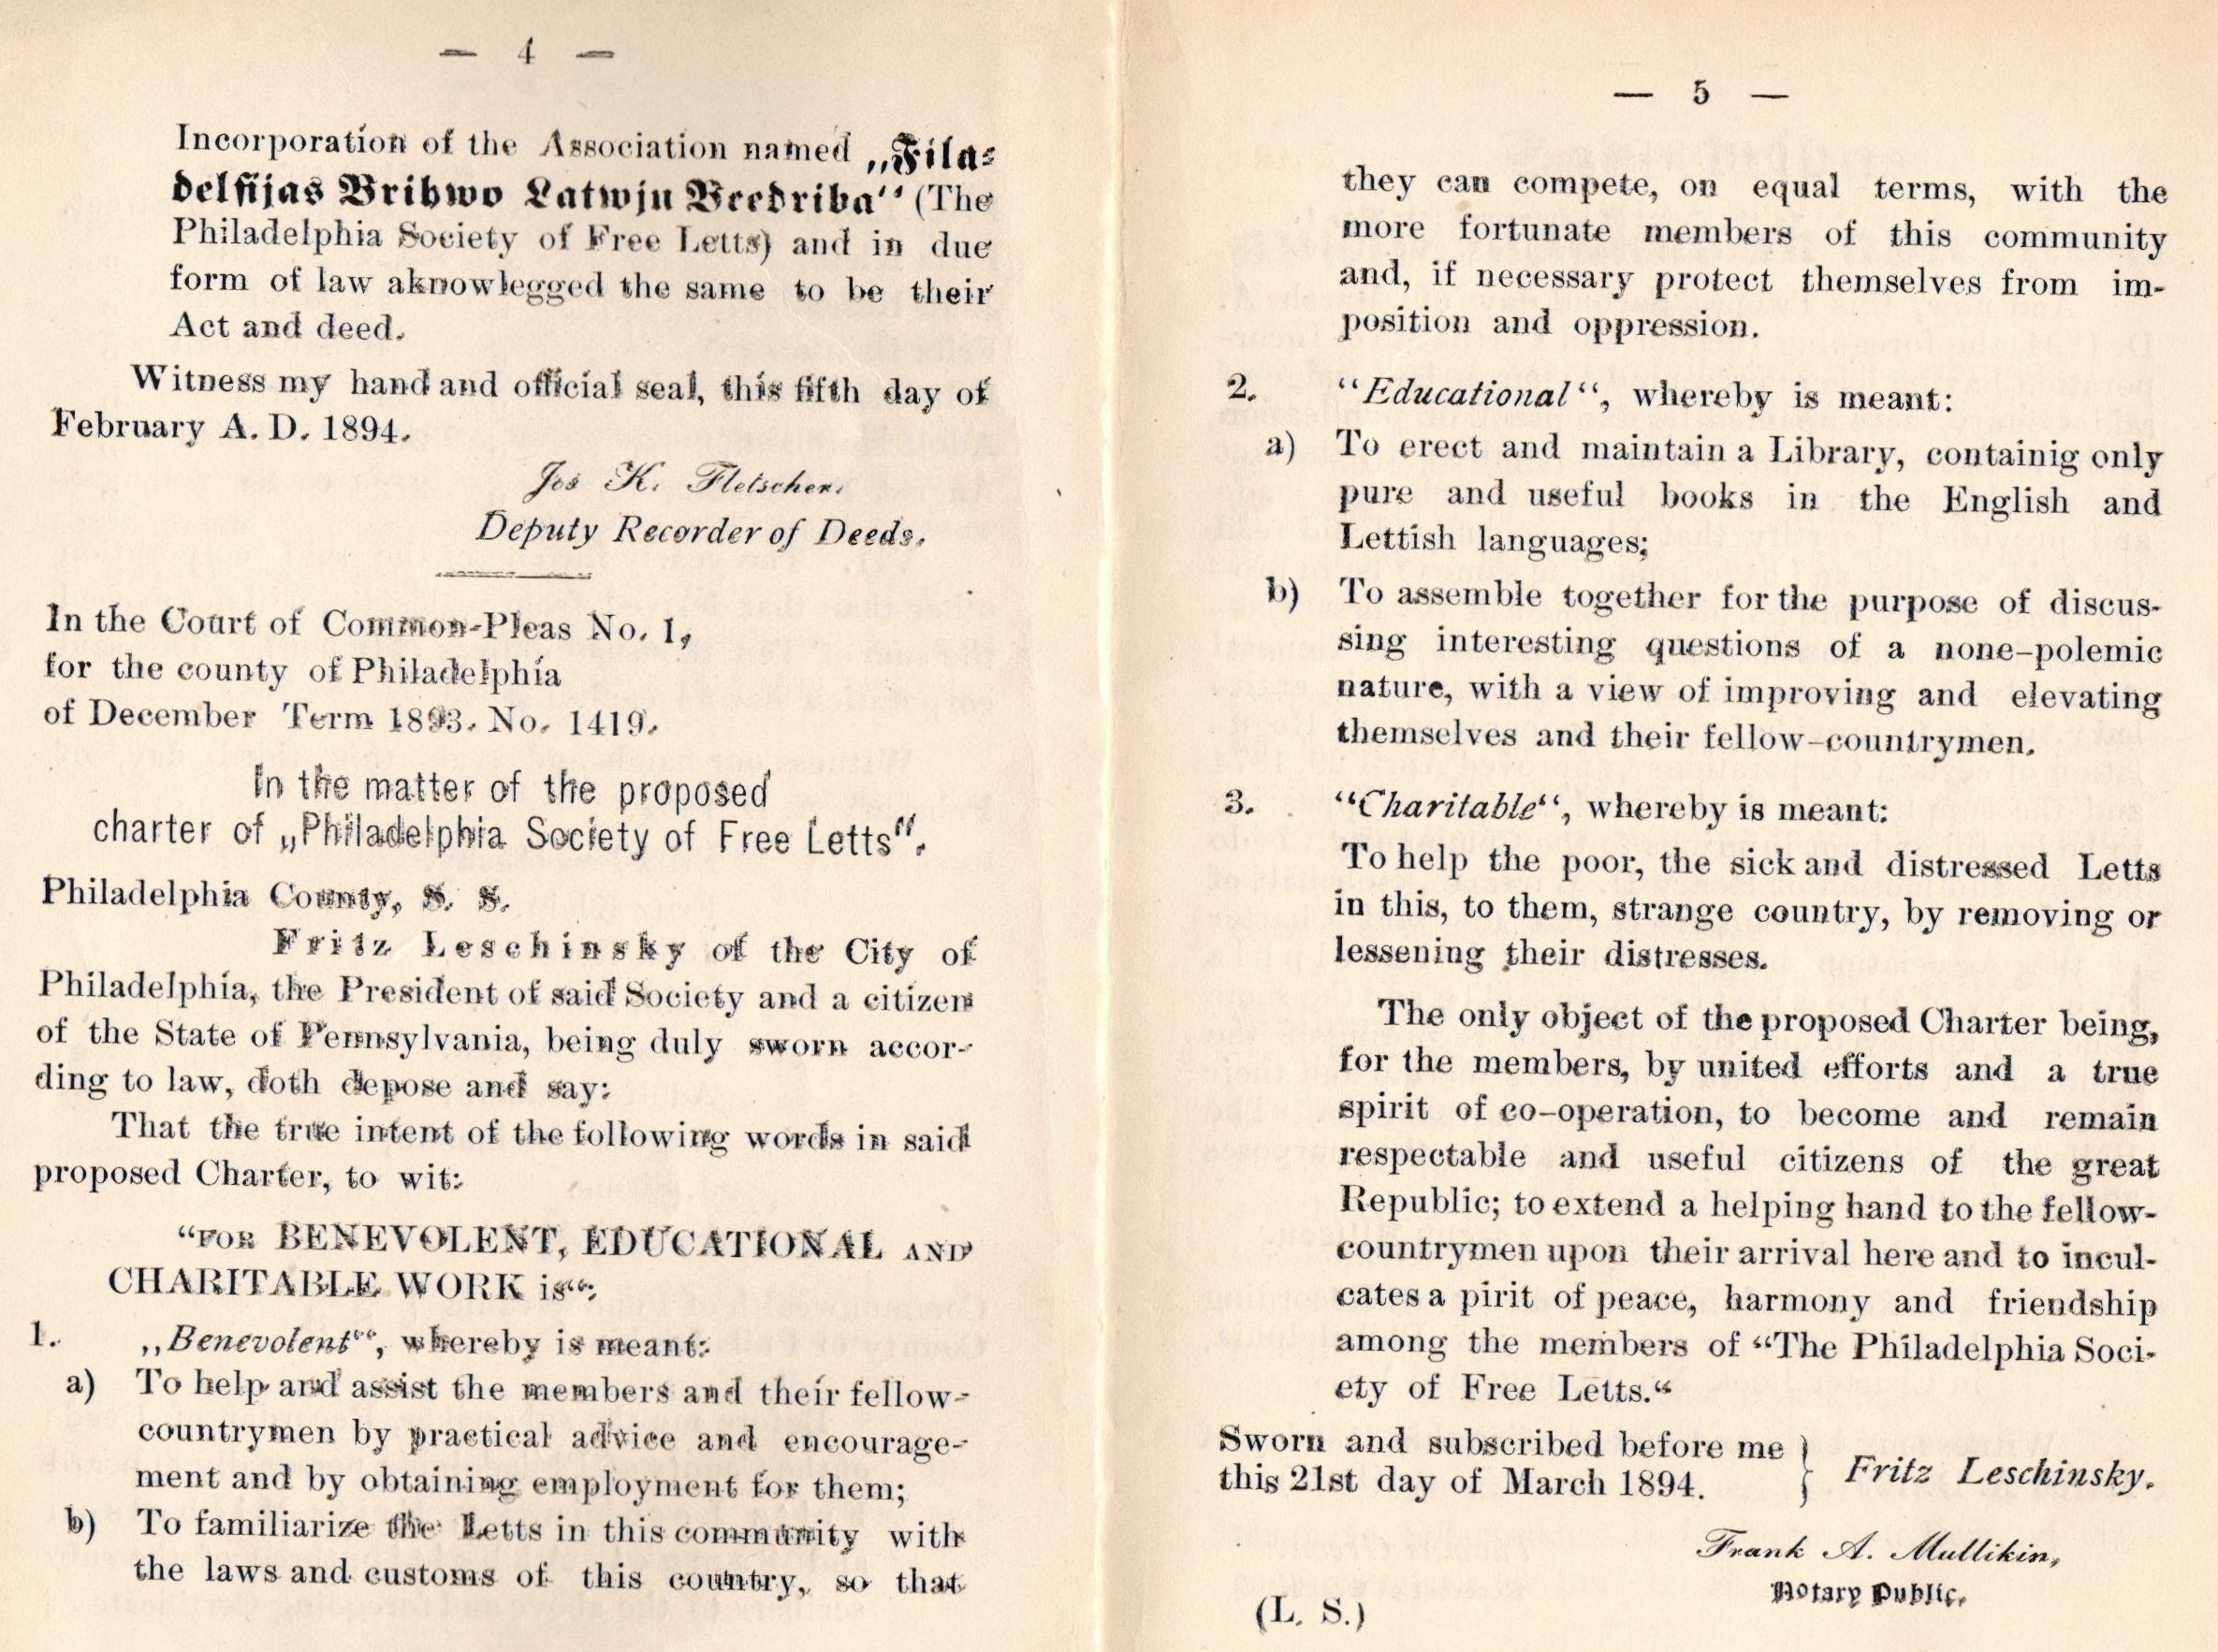 — 4 —
Incorporation of the Association named „Fila-
delfijas Brihwo Latwju Beedriba“ (The
Philadelphia Society of Free Letts) and in due
form of law aknowlegged the same to be their
Act and deed.
Witness my hand and official seal, this fifth day of
February A. D. 1894.
Jos K. Fletscher.
Deputy Recorder of Deeds.
In the Court of Common-Pleas No. 1,
for the county of Philadelphia
of December Term 1893. No. 1419.
In the matter of the proposed
charter of „Philadelphia Society of Free Letts“.
Philadelphia County, S. S.
Fritz Leschinsky of the City of
Philadelphia, the President of said Society and a citizen
of the State of Pennsylvania, being duly sworn accor-
ding to law, doth depose and say:
That the true intent of the following words in said
proposed Charter, to wit:
“FOR BENEVOLENT, EDUCATIONAL AND
CHARITABLE WORK is“:
1. „Benevolent“, whereby is meant:
a) To help and assist the members and their fellow-
countrymen by practical advice and encourage-
ment and by obtaining employment for them;
b) To familiarize the Letts in this community with
the laws and customs of this country, so that
— 5 —
they can compete, on equal terms, with the
more fortunate members of this community
and, if necessary protect themselves from im-
position and oppression.
2. “Educational“, whereby is meant:
a) To erect and maintain a Library, containig only
pure and useful books in the English and
Lettish languages;
b) To assemble together for the purpose of discus-
sing interesting questions of a none-polemic
nature, with a view of improving and elevating
themselves and their fellow-countrymen.
3. “Charitable“, whereby is meant:
To help the poor, the sick and distressed Letts
in this, to them, strange country, by removing or
lessening their distresses.
The only object of the proposed Charter being,
for the members, by united efforts and a true
spirit of co-operation, to become and remain
respectable and useful citizens of the great
Republic; to extend a helping hand to the fellow-
countrymen upon their arrival here and to incul-
cates a pirit of peace, harmony and friendship
among the members of “The Philadelphia Soci-
ety of Free Letts.“
Sworn and subscribed before me
this 21st day of March 1894. } Fritz Leschinsky.
Frank A. Mullikin,
Notary Public.
(L. S.)